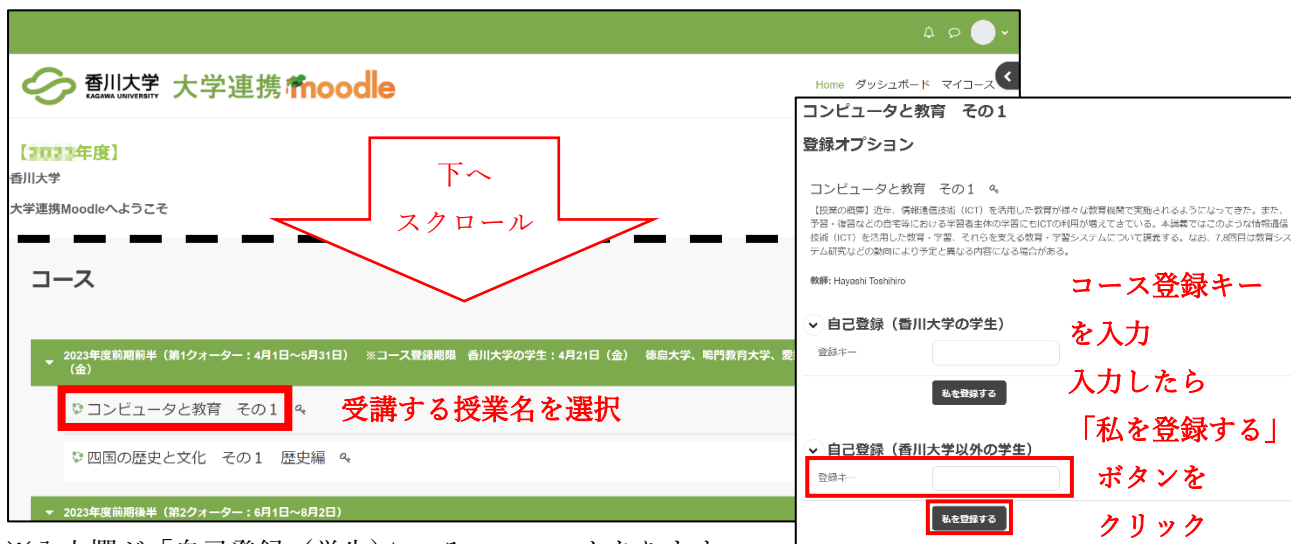 香川大学
KAGAWA UNIVERSITY
大学連携moodle
Home ダッシュボード マイコース
年度】
香川大学
大学連携Moodleへようこそ
下へ
スクロール
コース
2023年度前期前半（第1クォーター：4月1日～5月31日） ※コース登録期限 香川大学の学生：4月21日（金） 徳島大学、鳴門教育大学、愛
（金）
コンピュータと教育 その１
受講する授業名を選択
四国の歴史と文化 その１ 歴史編
2023年度前期後半（第2クォーター：6月1日～8月2日）
コンピュータと教育 その１
登録オプション
コンピュータと教育 その１
【授業の概要】近年、情報通信技術（ICT）を活用した教育が様々な教育機関で実施されるようになってきた。また、
予習・復習などの自宅等における学習者主体の学習にもICTの利用が増えてきている。本講義ではこのような情報通信
技術（ICT）を活用した教育・学習、それらを支える教育・学習システムについて講義する。なお、7,8回目は教育シス
テム研究などの動向により予定と異なる内容になる場合がある。
教師: Hayashi Toshihiro
コース登録キー
を入力
入力したら
「私を登録する」
ボタンを
クリック
自己登録（香川大学の学生）
登録キー
私を登録する
自己登録（香川大学以外の学生）
登録キー
私を登録する